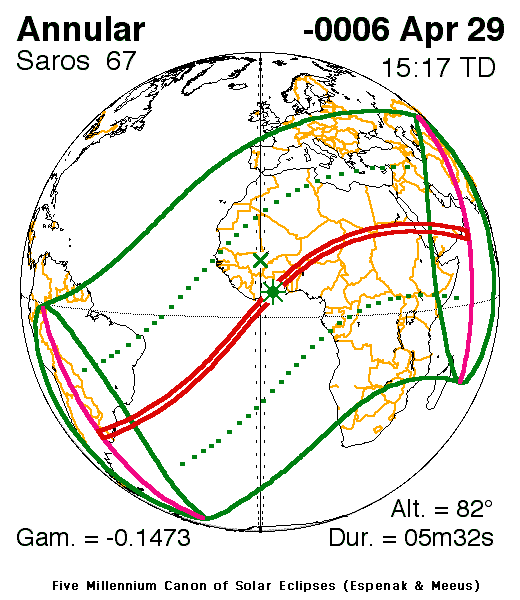 Annular -0006 Apr 29
Saros 67 15:17 TD
Alt. = 82°
Gam. = -0.1473 Dur. = 05m32s
Five Millennium Canon of Solar Eclipses (Espenak & Meeus)